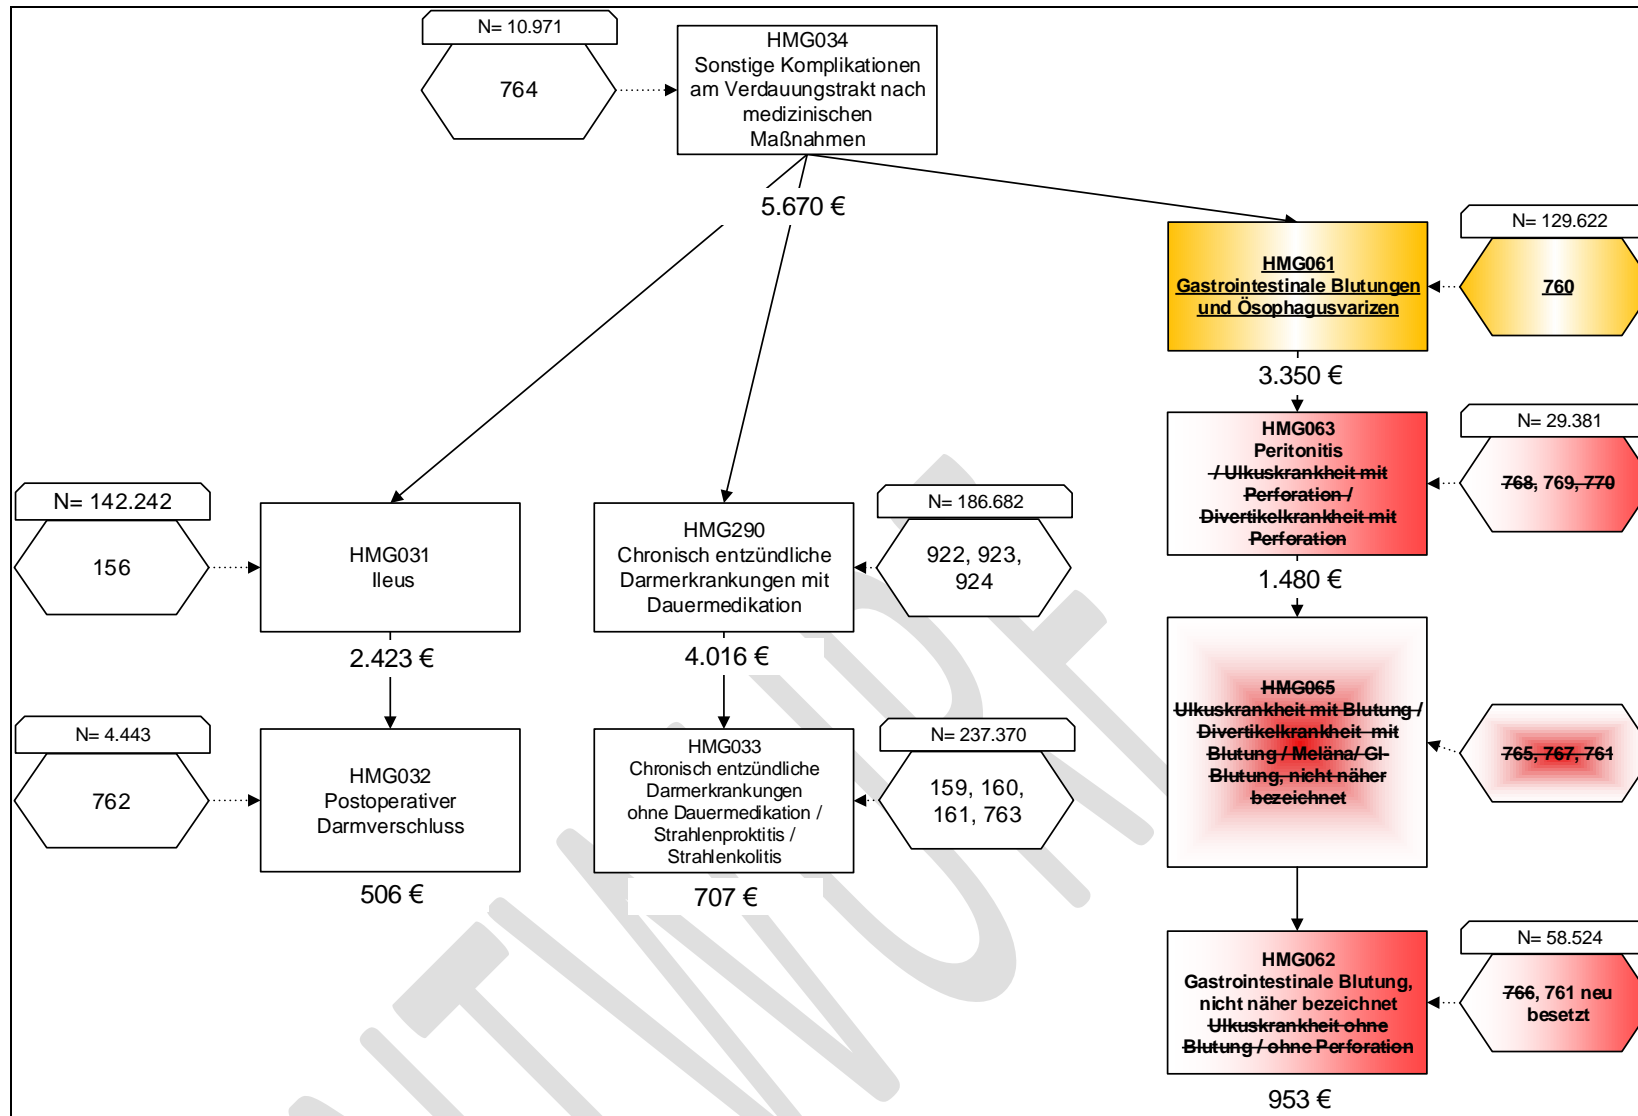 N= 10.971
764
HMG034
Sonstige Komplikationen
am Verdauungstrakt nach
medizinischen
Maßnahmen
5.670 €
HMG061
Gastrointestinale Blutungen
und Ösophagusvarizen
N= 129.622
760
3.350 €
HMG063
Peritonitis
/ Ulkuskrankheit mit
Perforation /
Divertikelkrankheit mit
Perforation
N= 29.381
768, 769, 770
1.480 €
N= 142.242
156
HMG031
Ileus
2.423 €
HMG290
Chronisch entzündliche
Darmerkrankungen mit
Dauermedikation
N= 186.682
922, 923,
924
4.016 €
HMG065
Ulkuskrankheit mit Blutung /
Divertikelkrankheit mit
Blutung / Meläna/ GI-
Blutung, nicht näher
bezeichnet
765, 767, 761
N= 4.443
762
HMG032
Postoperativer
Darmverschluss
506 €
HMG033
Chronisch entzündliche
Darmerkrankungen
ohne Dauermedikation /
Strahlenproktitis /
Strahlenkolitis
N= 237.370
159, 160,
161, 763
707 €
HMG062
Gastrointestinale Blutung,
nicht näher bezeichnet
Ulkuskrankheit ohne
Blutung / ohne Perforation
N= 58.524
766, 761 neu
besetzt
953 €
NTWURF